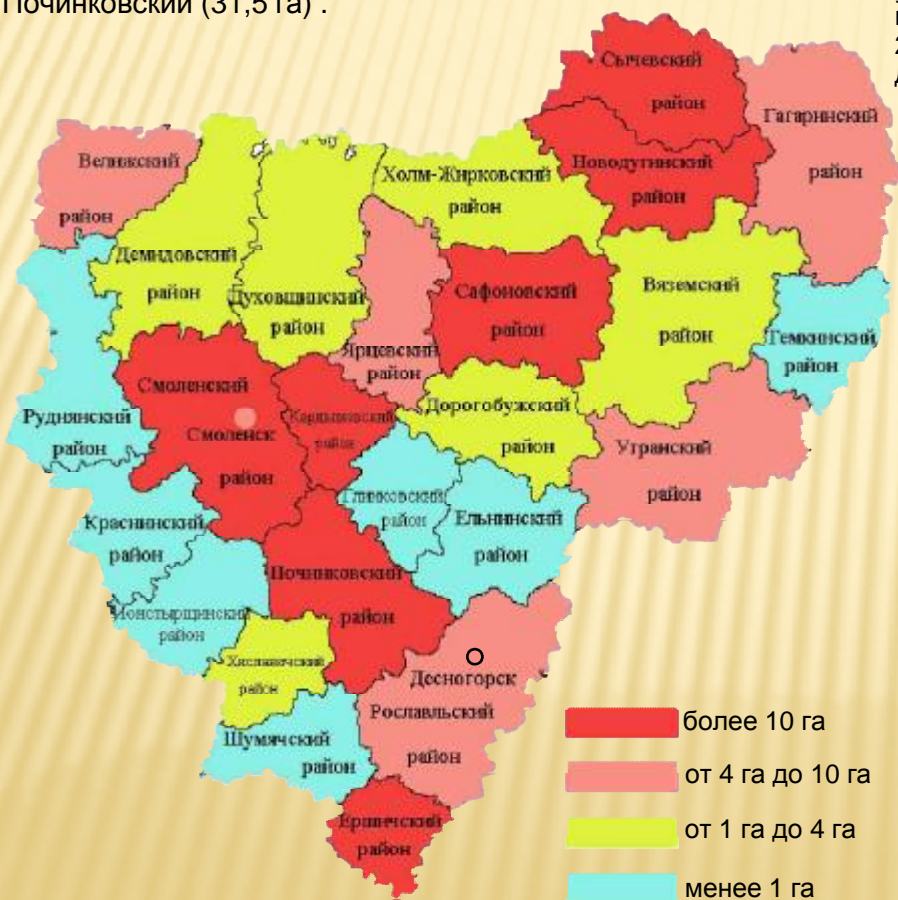 Починковский (31,5 га) .
Сычевский
район
Гагаринский
район
Новодугинский
район
Велижский
район
Холм-Жирковский
район
Демидовский
район
Духовщинский
район
Сафоновский
район
Вяземский
район
Темкинский
район
Ярцевский
район
Смоленский
Смоленск
район
Руднянский
район
Кардымовский
район
Дорогобужский
район
Угранский
район
Глинковский
район
Ельнинский
район
Краснинский
район
Монстырщинский
район
Починковский
район
Хиславичский
район
Десногорск
Рославльский
район
Шумячский
район
Ершичский
район
более 10 га
от 4 га до 10 га
от 1 га до 4 га
менее 1 га